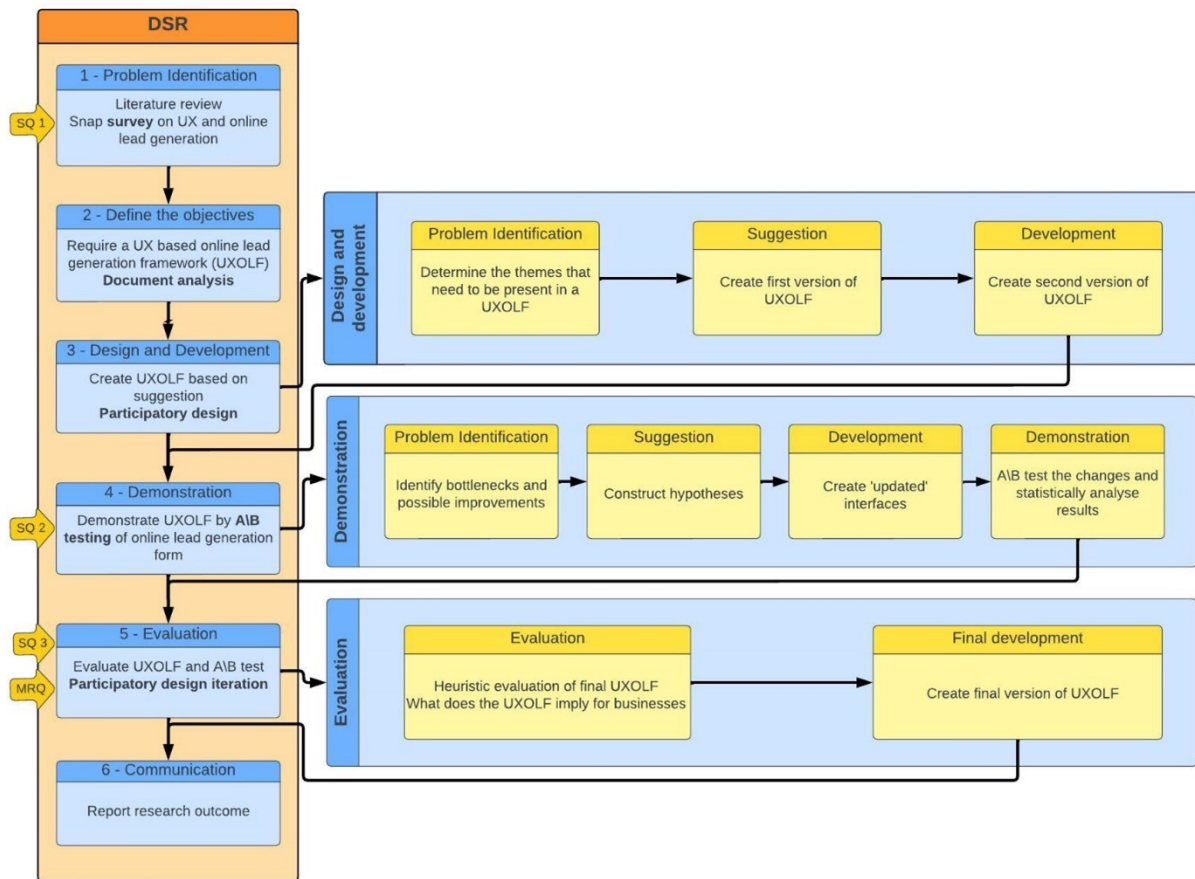 DSR
1 - Problem Identification
SQ 1
Literature review
Snap survey on UX and online
lead generation
2 - Define the objectives
Require a UX based online lead
generation framework (UXOLF)
Document analysis
3 - Design and Development
Create UXOLF based on
suggestion
Participatory design
4 - Demonstration
SQ 2
Demonstrate UXOLF by A\B
testing of online lead generation
form
SQ 3
5 - Evaluation
MRQ
Evaluate UXOLF and A\B test
Participatory design iteration
6 - Communication
Report research outcome
Design and
development
Problem Identification
Determine the themes that
need to be present in a
UXOLF
Suggestion
Create first version of
UXOLF
Development
Create second version of
UXOLF
Demonstration
Problem Identification
Identify bottlenecks and
possible improvements
Suggestion
Construct hypotheses
Development
Create 'updated'
interfaces
Demonstration
A\B test the changes and
statistically analyse
results
Evaluation
Evaluation
Heuristic evaluation of final UXOLF
What does the UXOLF imply for businesses
Final development
Create final version of UXOLF